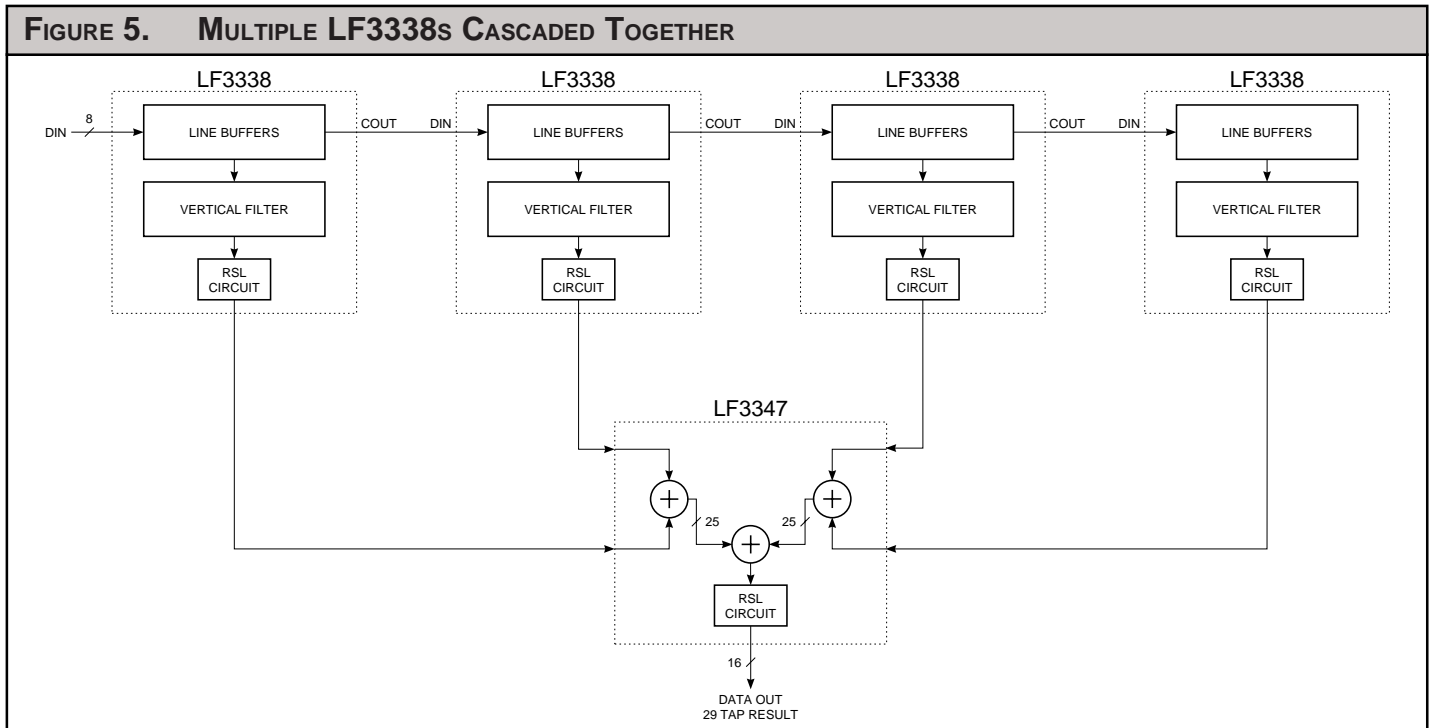 FIGURE 5. MULTIPLE LF3338S CASCADED TOGETHER
LF3338 LF3338 LF3338 LF3338
DIN 8 LINE BUFFERS COUT DIN LINE BUFFERS COUT DIN LINE BUFFERS COUT DIN LINE BUFFERS
VERTICAL FILTER VERTICAL FILTER VERTICAL FILTER VERTICAL FILTER
RSL RSL RSL RSL
CIRCUIT CIRCUIT CIRCUIT CIRCUIT
LF3347
+ +
25 25
+
RSL
CIRCUIT
16
DATA OUT
29 TAP RESULT